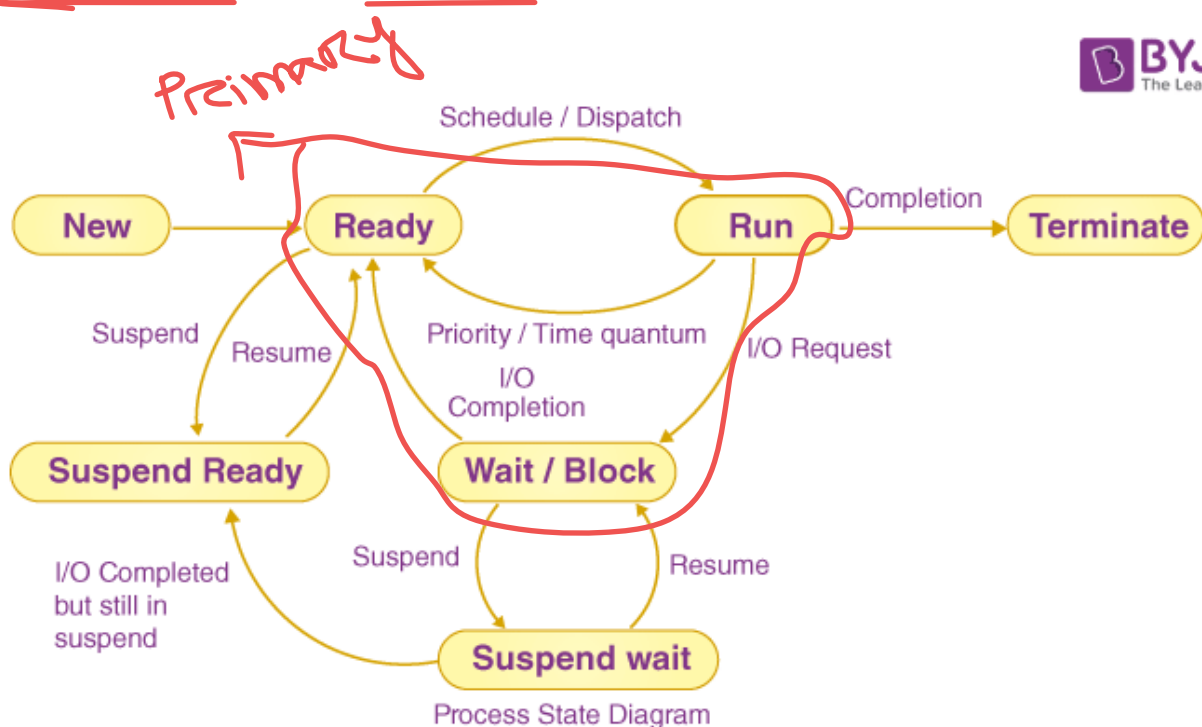 Primary
BYJ
The Lea
Schedule / Dispatch
New
Ready
Run
Completion
Terminate
Suspend
Resume
Priority / Time quantum
I/O Request
I/O
Completion
Suspend Ready
Wait / Block
I/O Completed
but still in
suspend
Suspend
Resume
Suspend wait
Process State Diagram